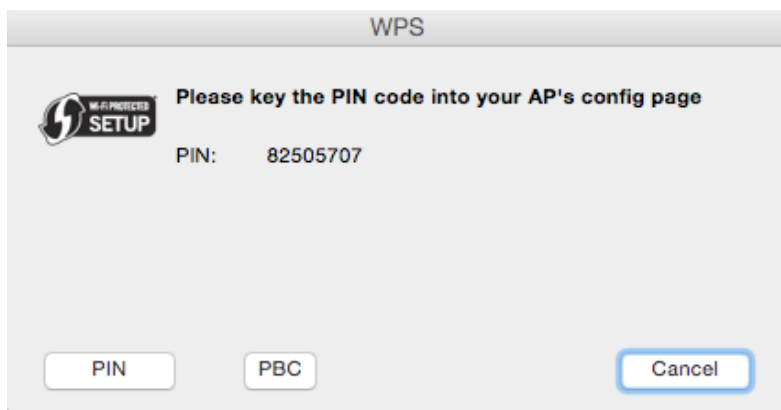 WPS
WI-FI PROTECTED
SETUP
Please key the PIN code into your AP's config page
PIN: 82505707
PIN PBC Cancel